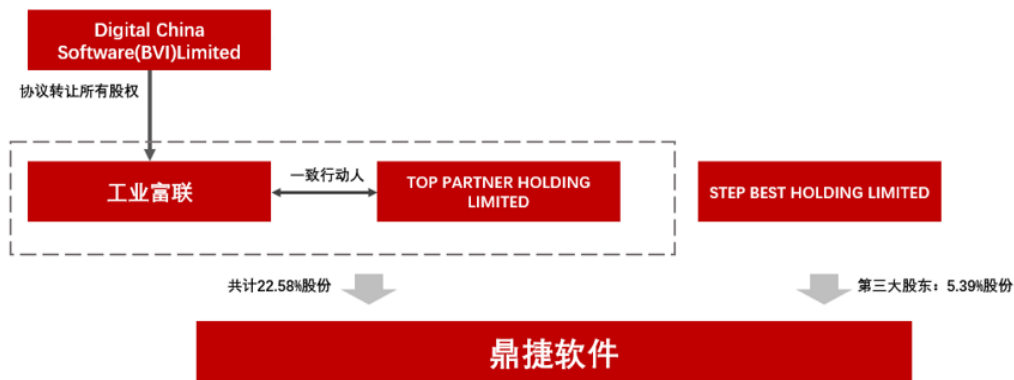 Digital China
Software(BVI)Limited
协议转让所有股权
工业富联
一致行动人
TOP PARTNER HOLDING
LIMITED
STEP BEST HOLDING LIMITED
共计22.58%股份
第三大股东：5.39%股份
鼎捷软件